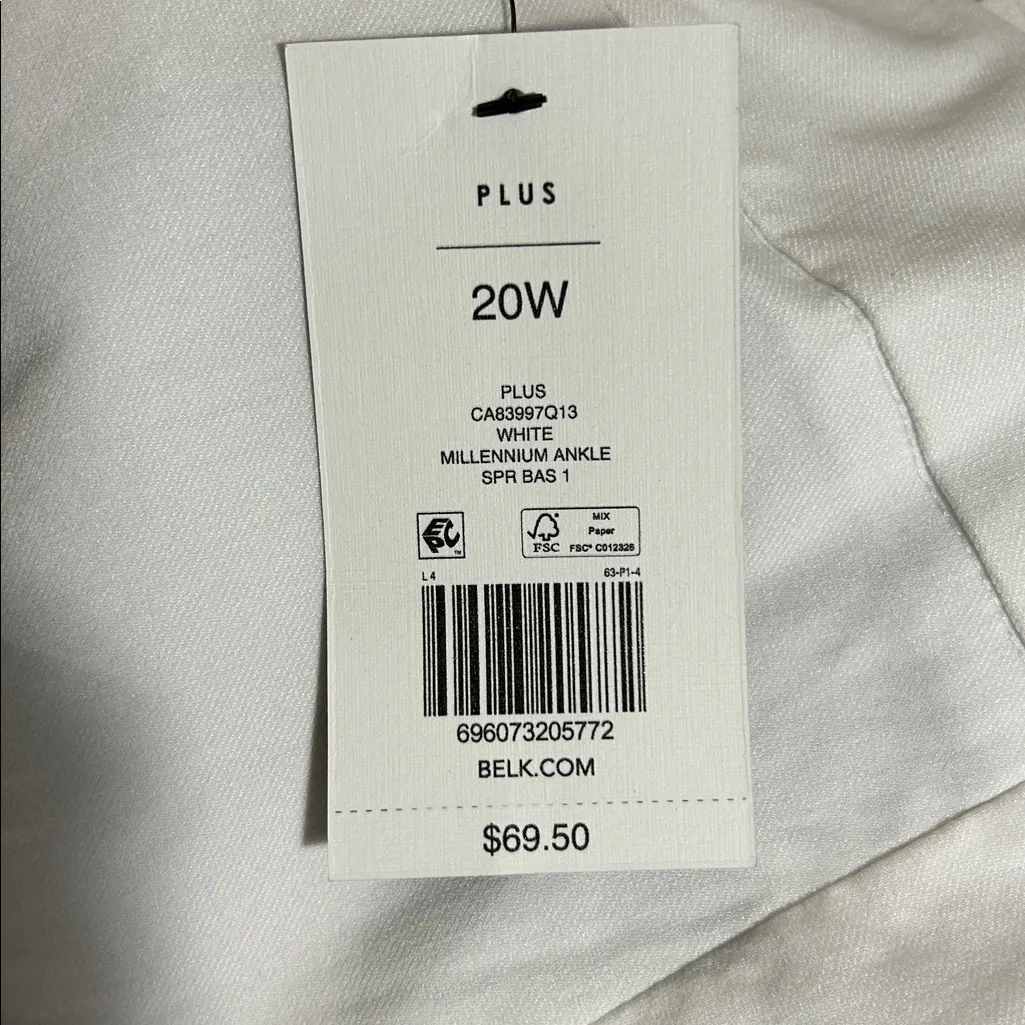 PLUS
20W
PLUS
CA83997Q13
WHITE
MILLENNIUM ANKLE
SPR BAS 1
EPC™
FSC
MIX
Paper
FSC® C012326
L 4 63-P1-4
696073205772
BELK.COM
$69.50